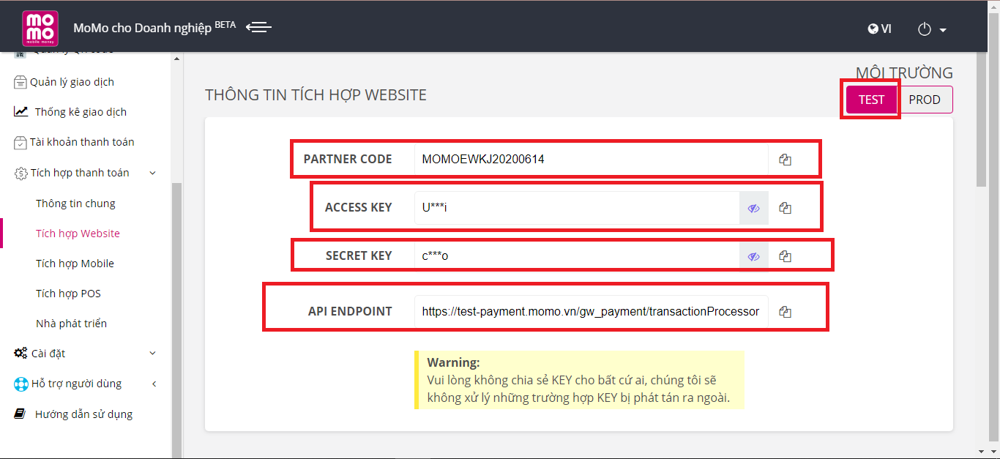 momo
mobile money
MoMo cho Doanh nghiệp BETA
VI
Quản lý QR code
Quản lý giao dịch
Thống kê giao dịch
Tài khoản thanh toán
Tích hợp thanh toán
Thông tin chung
Tích hợp Website
Tích hợp Mobile
Tích hợp POS
Nhà phát triển
Cài đặt
Hỗ trợ người dùng
Hướng dẫn sử dụng
MÔI TRƯỜNG
THÔNG TIN TÍCH HỢP WEBSITE
TEST PROD
PARTNER CODE MOMOEWKJ20200614
ACCESS KEY U***i
SECRET KEY c***o
API ENDPOINT https://test-payment.momo.vn/gw_payment/transactionProcessor
Warning:
Vui lòng không chia sẻ KEY cho bất cứ ai, chúng tôi sẽ
không xử lý những trường hợp KEY bị phát tán ra ngoài.